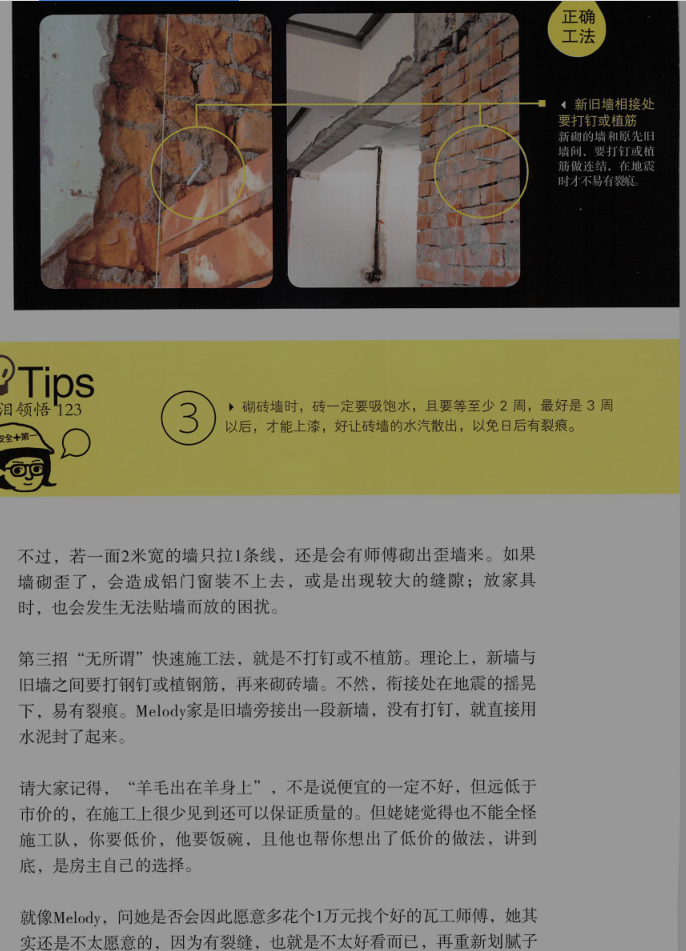 正确
工法
新旧墙相接处
要打钉或植筋
新砌的墙和原先旧
墙间，要打钉或植
筋做连结，在地震
时才不易有裂痕。
Tips
泪领悟 123
安全+第一
3
砌砖墙时，砖一定要吸饱水，且要等至少 2 周，最好是 3 周
以后，才能上漆，好让砖墙的水汽散出，以免日后有裂痕。
不过，若一面2米宽的墙只拉1条线，还是会有师傅砌出歪墙来。如果
墙砌歪了，会造成铝门窗装不上去，或是出现较大的缝隙；放家具
时，也会发生无法贴墙而放的困扰。
第三招“无所谓”快速施工法，就是不打钉或不植筋。理论上，新墙与
旧墙之间要打钢钉或植钢筋，再来砌砖墙。不然，衔接处在地震的摇晃
下，易有裂痕。Melody家是旧墙旁接出一段新墙，没有打钉，就直接用
水泥封了起来。
请大家记得，“羊毛出在羊身上”，不是说便宜的一定不好，但远低于
市价的，在施工上很少见到还可以保证质量的。但姥姥觉得也不能全怪
施工队，你要低价，他要饭碗，且他也帮你想出了低价的做法，讲到
底，是房主自己的选择。
就像Melody，问她是否会因此愿意多花个1万元找个好的瓦工师傅，她其
实还是不太愿意的，因为有裂缝，也就是不太好看而已，再重新划腻子